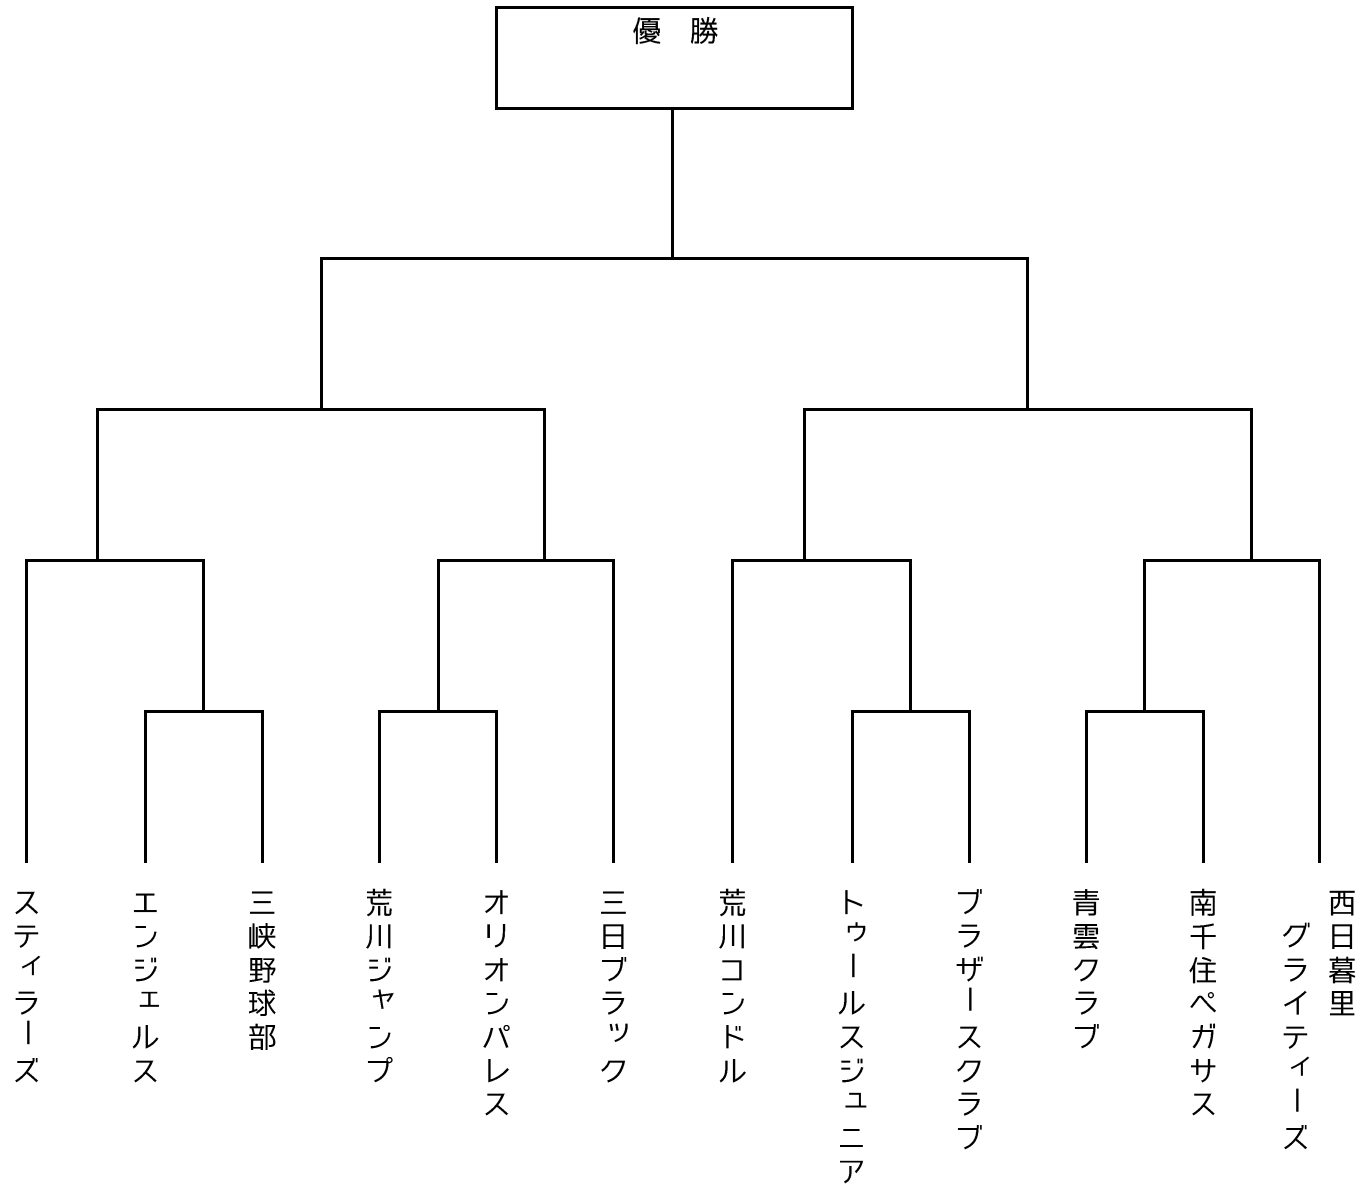 優　勝
スティラーズ
エンジェルス
三峡野球部
荒川ジャンプ
オリオンパレス
三日ブラック
荒川コンドル
トゥールスジュニア
ブラザースクラブ
青雲クラブ
南千住ペガサス
西日暮里
グライティーズ